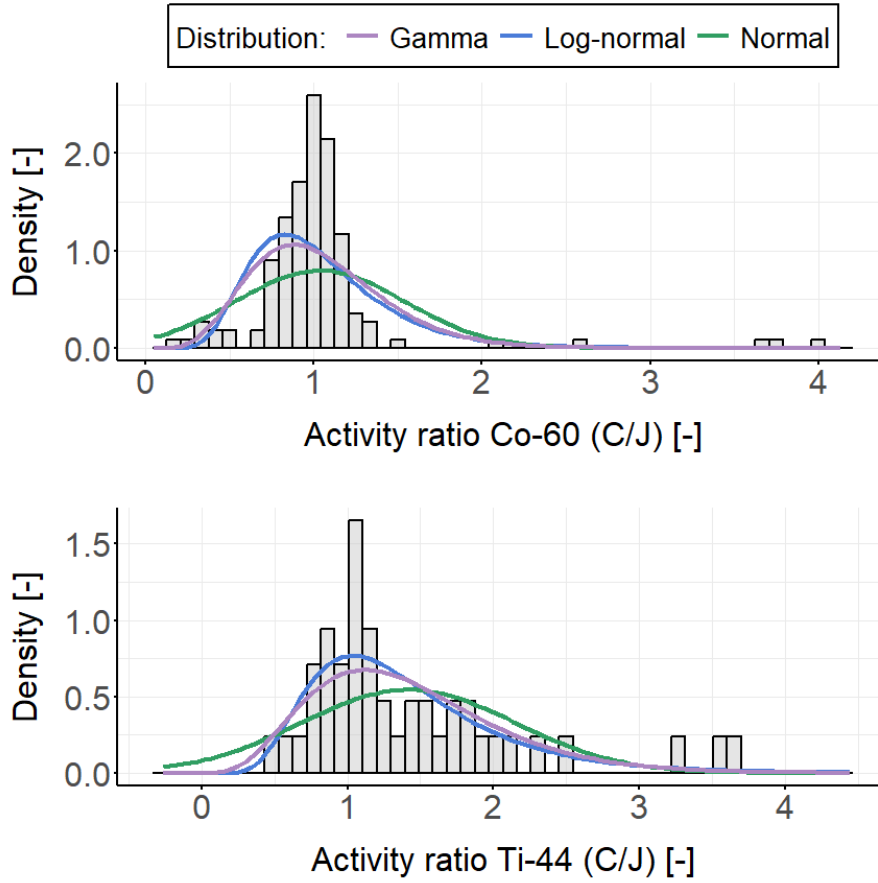 Distribution: Gamma Log-normal Normal
Density [-]
2.0
1.0
0.0
0 1 2 3 4
Activity ratio Co-60 (C/J) [-]
Density [-]
1.5
1.0
0.5
0.0
0 1 2 3 4
Activity ratio Ti-44 (C/J) [-]